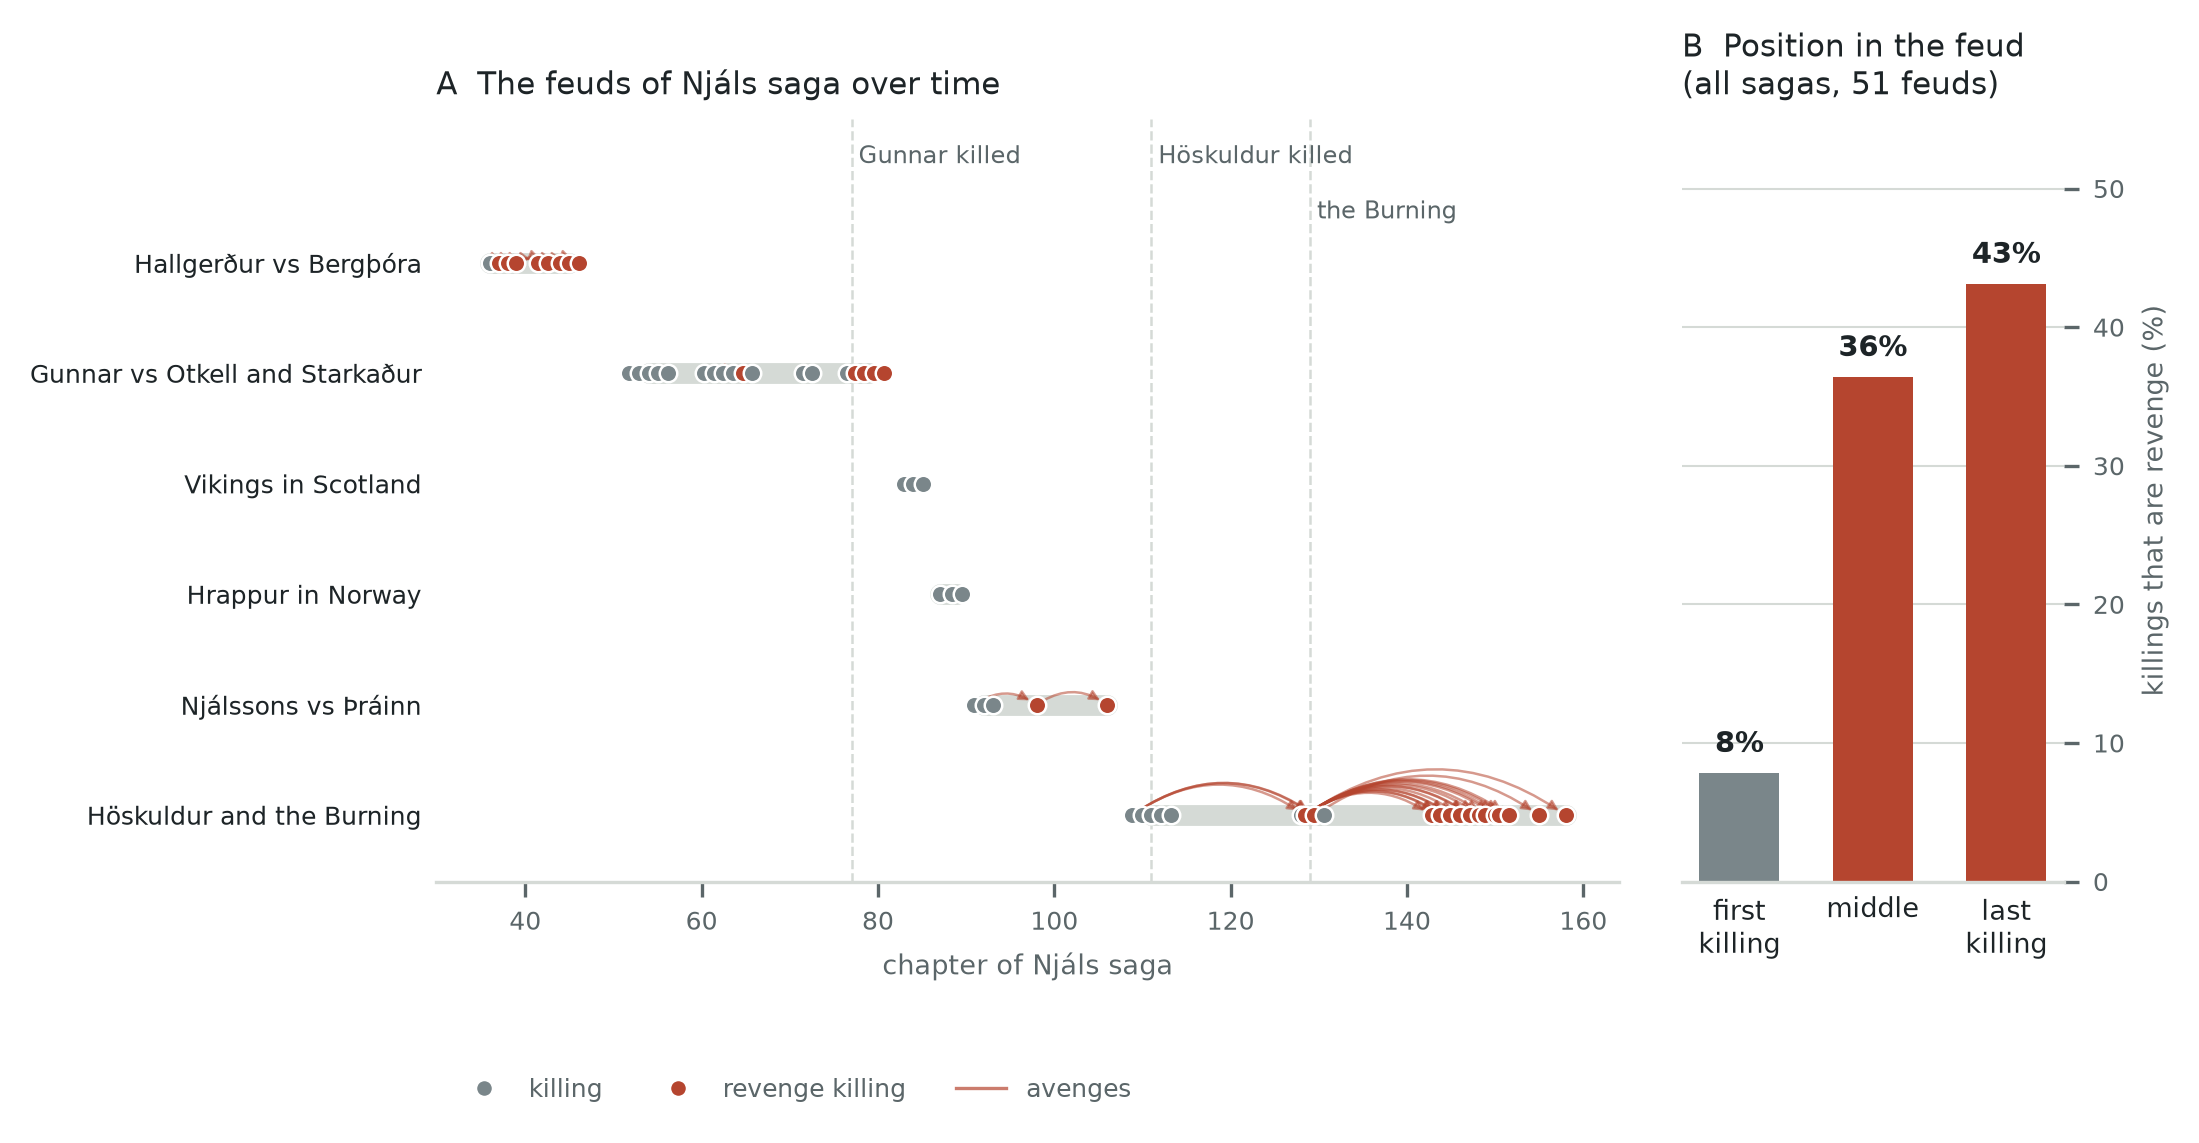 A  The feuds of Njáls saga over time
Gunnar killed
Höskuldur killed
the Burning
Hallgerður vs Bergþóra
Gunnar vs Otkell and Starkaður
Vikings in Scotland
Hrappur in Norway
Njálssons vs Þráinn
Höskuldur and the Burning
40 60 80 100 120 140 160
chapter of Njáls saga
killing
revenge killing
avenges
B  Position in the feud
(all sagas, 51 feuds)
50
40
30
20
10
0
killings that are revenge (%)
8%
36%
43%
first
killing
middle
last
killing